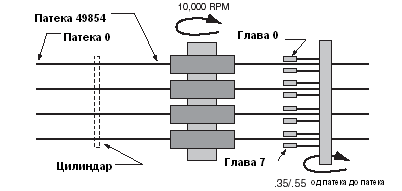 10,000 RPM
Патека 49854
Патека 0
Глава 0
Цилиндар
Глава 7
.35/.55 од патека до патека